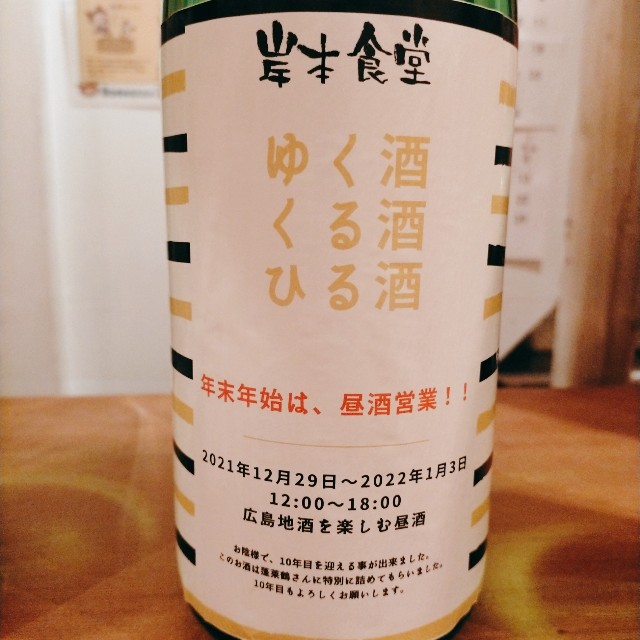 岸本食堂
ゆく酒
くる酒
ひる酒
年末年始は、昼酒営業！！
2021年12月29日～2022年1月3日
12:00～18:00
広島地酒を楽しむ昼酒
お陰様で、10年目を迎える事が出来ました。
このお酒は蓬莱鶴さんに特別に詰めてもらいました。
10年目もよろしくお願いします。